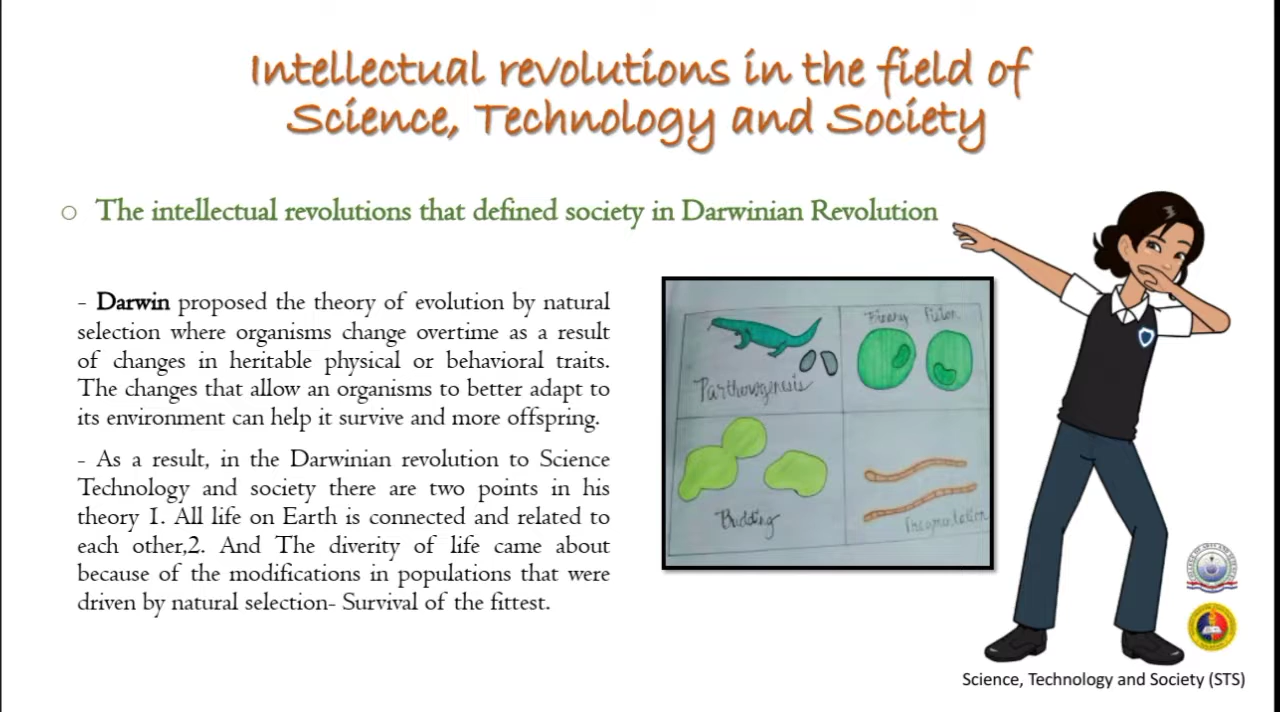 Intellectual revolutions in the field of
Science, Technology and Society
The intellectual revolutions that defined society in Darwinian Revolution
- Darwin proposed the theory of evolution by natural
selection where organisms change overtime as a result
of changes in heritable physical or behavioral traits.
The changes that allow an organisms to better adapt to
its environment can help it survive and more offspring.
- As a result, in the Darwinian revolution to Science
Technology and society there are two points in his
theory 1. All life on Earth is connected and related to
each other,2. And The diverity of life came about
because of the modifications in populations that were
driven by natural selection- Survival of the fittest.
Parthenogenesis
Budding
Science, Technology and Society (STS)